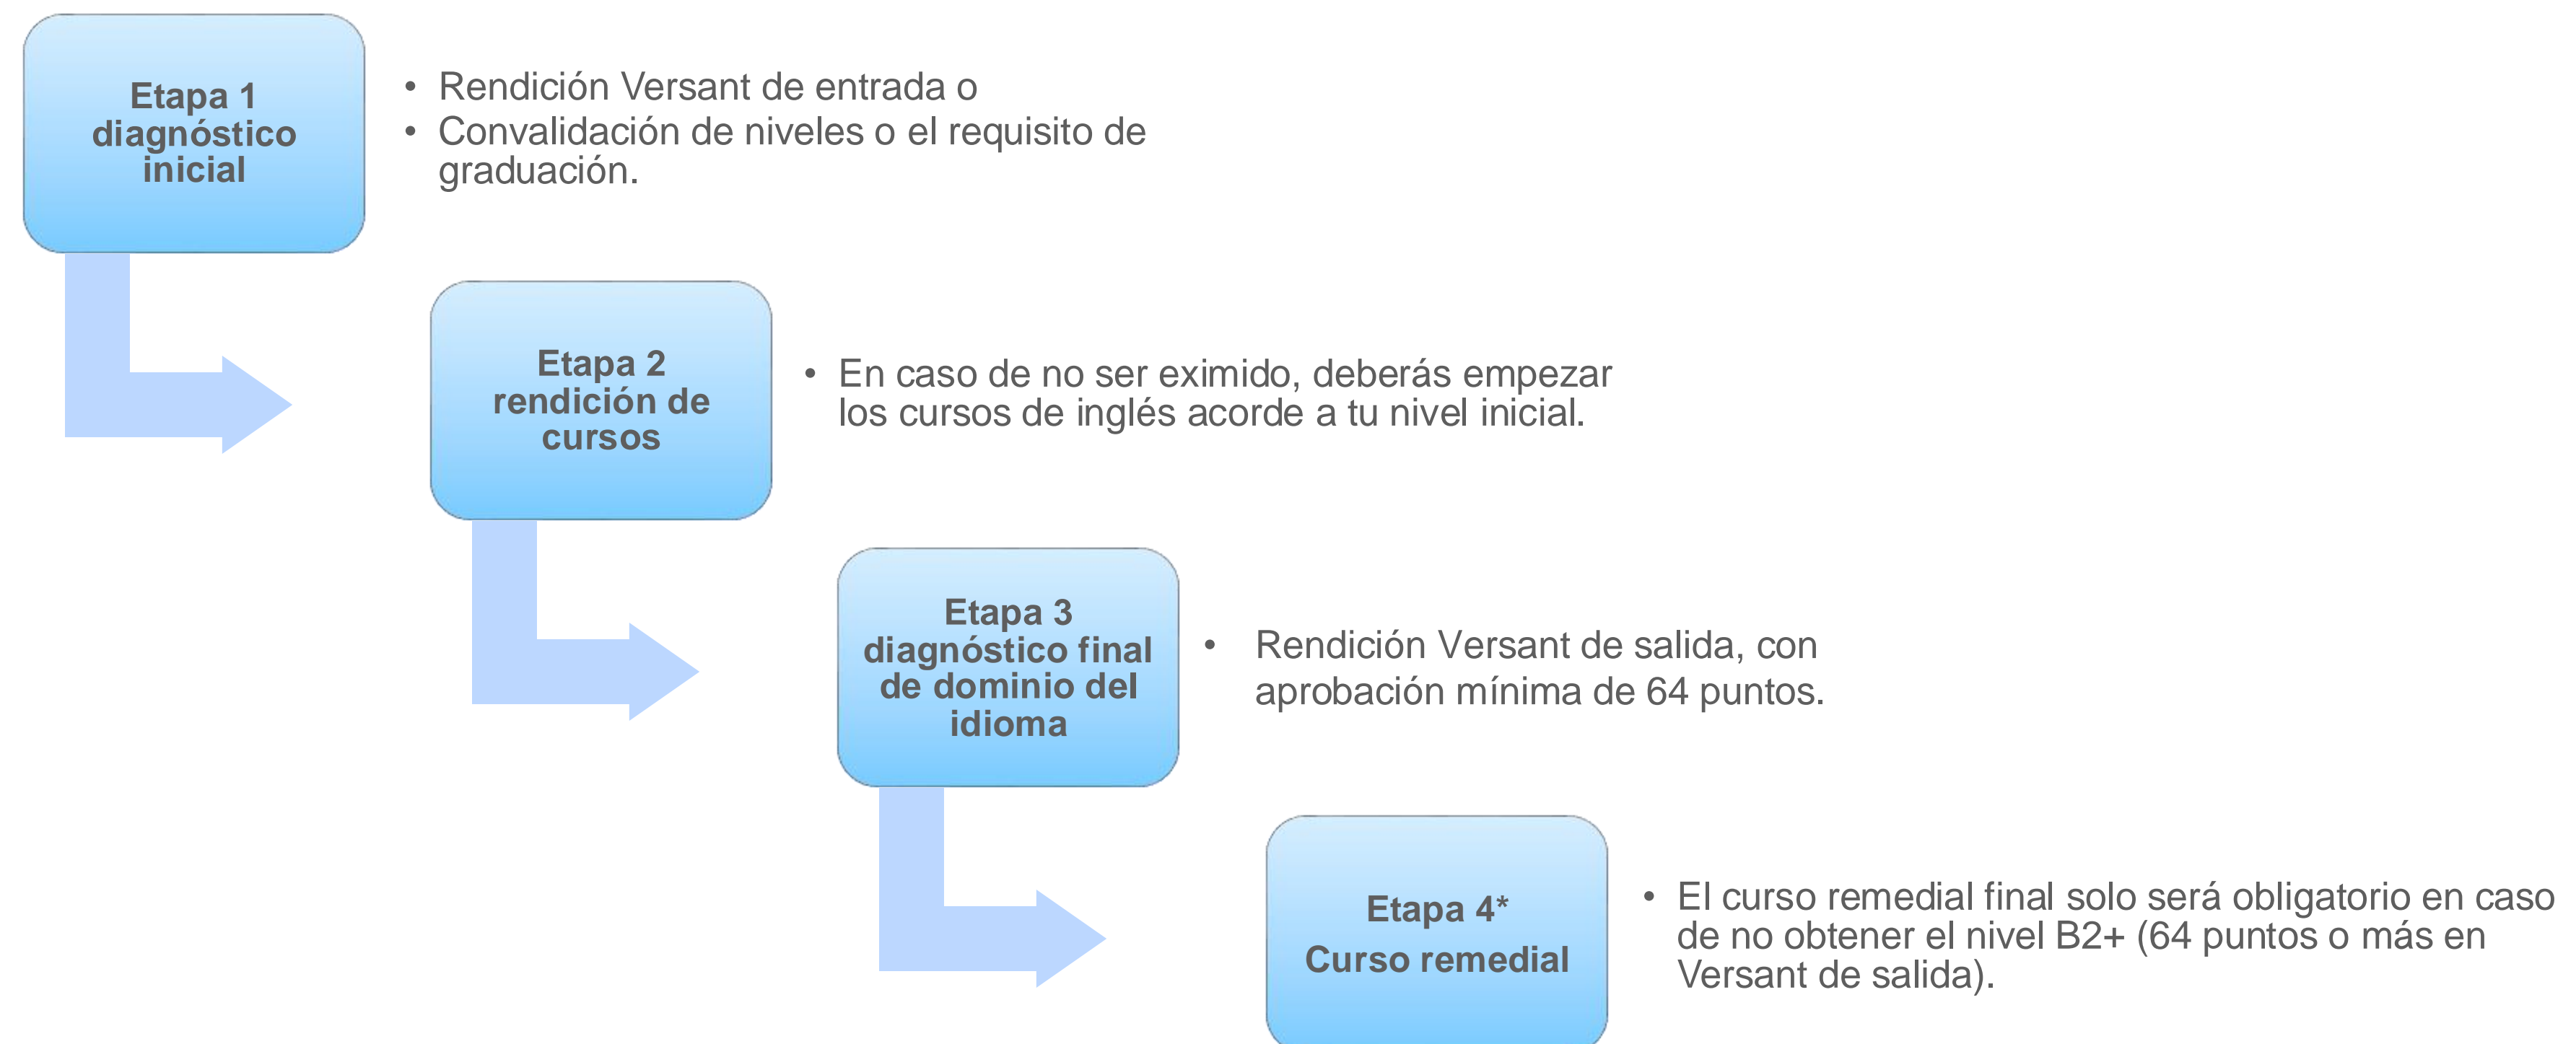 Etapa 1
diagnóstico
inicial
• Rendición Versant de entrada o
• Convalidación de niveles o el requisito de
graduación.
Etapa 2
rendición de
cursos
• En caso de no ser eximido, deberás empezar
los cursos de inglés acorde a tu nivel inicial.
Etapa 3
diagnóstico final
de dominio del
idioma
• Rendición Versant de salida, con
aprobación mínima de 64 puntos.
Etapa 4*
Curso remedial
• El curso remedial final solo será obligatorio en caso
de no obtener el nivel B2+ (64 puntos o más en
Versant de salida).